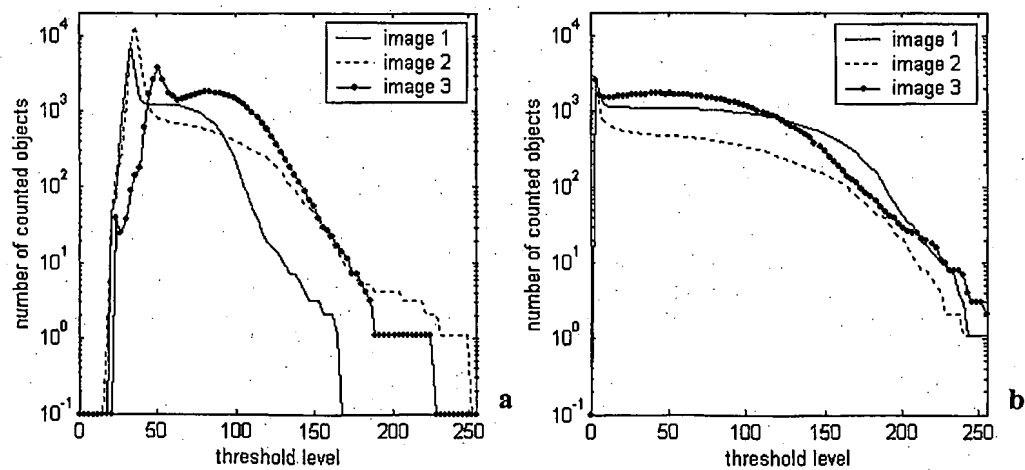 number of counted objects
10^4
10^3
10^2
10^1
10^0
10^-1
0
50
100
150
200
250
threshold level
image 1
image 2
image 3
a
number of counted objects
10^4
10^3
10^2
10^1
10^0
10^-1
0
50
100
150
200
250
threshold level
image 1
image 2
image 3
b